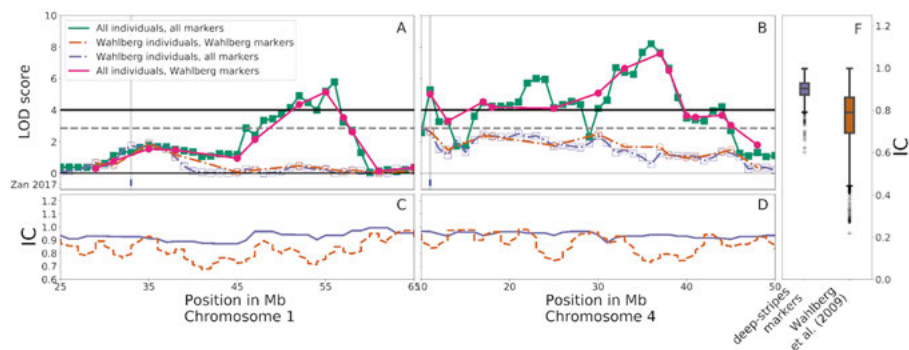 A
B
F
All individuals, all markers
Wahlberg individuals, Wahlberg markers
Wahlberg individuals, all markers
All individuals, Wahlberg markers
LOD score
10
8
6
4
2
0
Zan 2017
1.2
1.0
0.8
0.6
0.4
0.2
0.0
IC
C
D
IC
1.2
1.1
1.0
0.9
0.8
0.7
0.6
25 35 45 55 65
10 20 30 40 50
Position in Mb
Chromosome 1
Position in Mb
Chromosome 4
deep-stripes
markers
Wahlberg
et al. (2009)